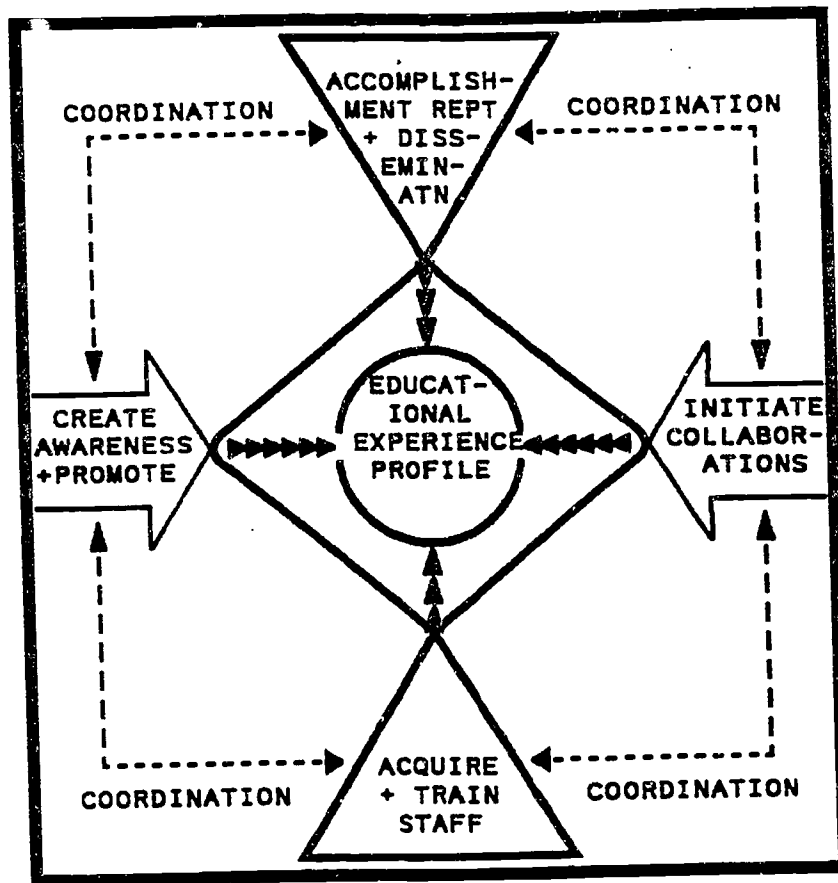 ACCOMPLISH-
MENT REPT
+ DISS-
EMIN-
ATN
COORDINATION
COORDINATION
CREATE
AWARENESS
+PROMOTE
EDUCAT-
IONAL
EXPERIENCE
PROFILE
INITIATE
COLLABOR-
ATIONS
COORDINATION
ACQUIRE
+ TRAIN
STAFF
COORDINATION